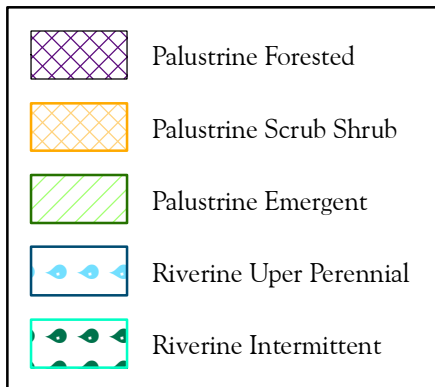 Palustrine Forested
Palustrine Scrub Shrub
Palustrine Emergent
Riverine Uper Perennial
Riverine Intermittent